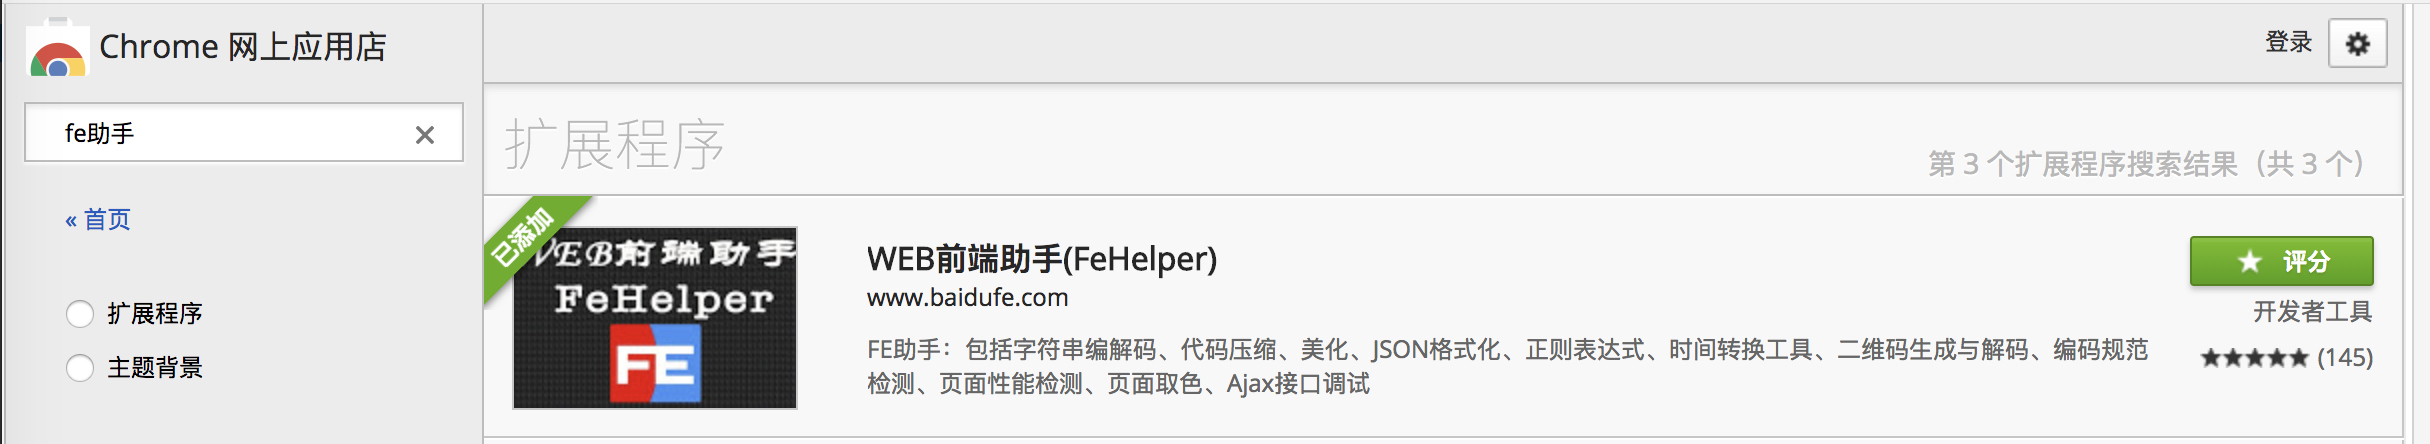 Chrome 网上应用店
登录
fe助手
扩展程序
第 3 个扩展程序搜索结果（共 3 个）
« 首页
扩展程序
主题背景
已添加
WEB前端助手
FeHelper
FE
WEB前端助手(FeHelper)
www.baidufe.com
FE助手：包括字符串编解码、代码压缩、美化、JSON格式化、正则表达式、时间转换工具、二维码生成与解码、编码规范
检测、页面性能检测、页面取色、Ajax接口调试
评分
开发者工具
(145)